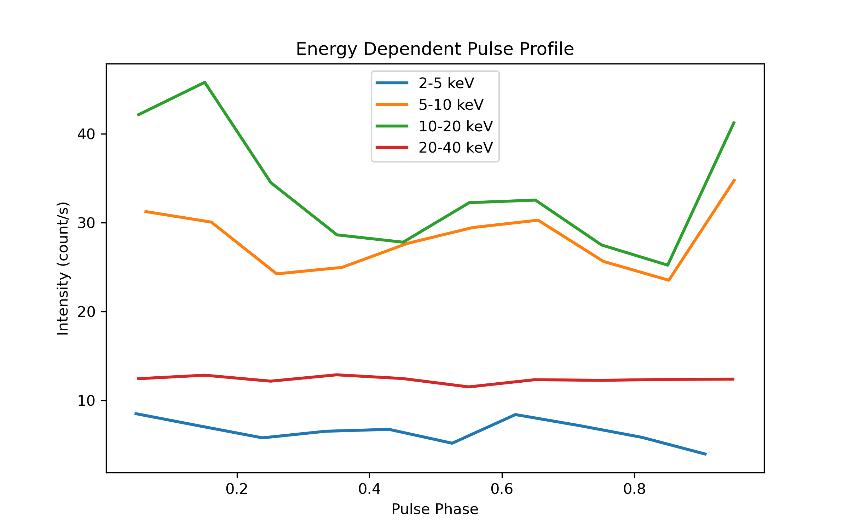 Energy Dependent Pulse Profile
2-5 keV
5-10 keV
10-20 keV
20-40 keV
Intensity (count/s)
40
30
20
10
0.2
0.4
0.6
0.8
Pulse Phase